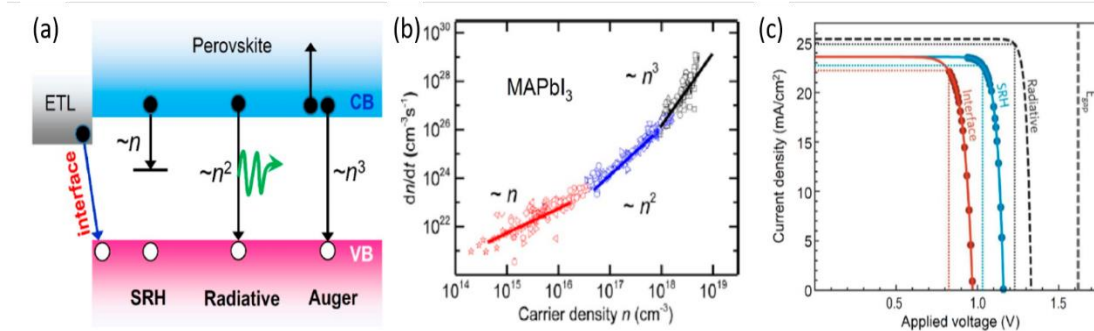 (a)
Perovskite
ETL
CB
~n
~n²
~n³
interface
VB
SRH
Radiative
Auger
(b)
10³⁰
10²⁸
10²⁶
10²⁴
10²²
dn/dt (cm⁻³s⁻¹)
MAPbI₃
~ n³
~ n
~ n²
10¹⁴ 10¹⁵ 10¹⁶ 10¹⁷ 10¹⁸ 10¹⁹
Carrier density n (cm⁻³)
(c)
30
25
20
15
10
5
0
Current density (mA/cm²)
Interface
SRH
Radiative
Egap
0.5 1.0 1.5
Applied voltage (V)